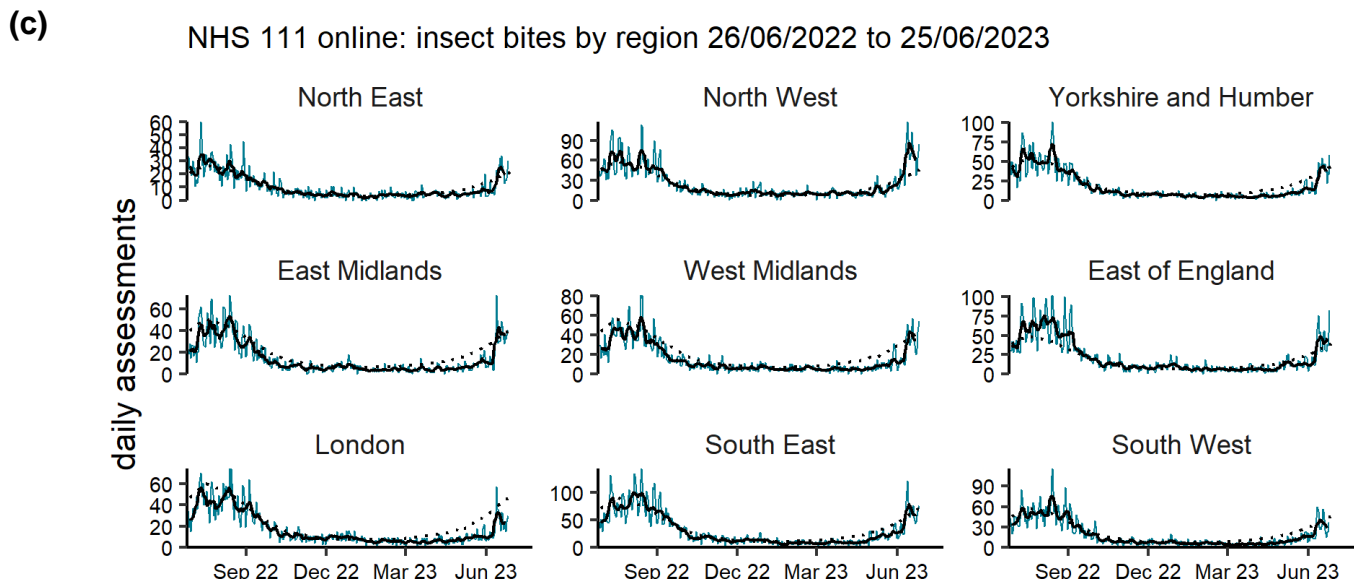 (c)
NHS 111 online: insect bites by region 26/06/2022 to 25/06/2023
daily assessments
North East
60
50
40
30
20
10
0
North West
90
60
30
0
Yorkshire and Humber
100
75
50
25
0
East Midlands
60
40
20
0
West Midlands
80
60
40
20
0
East of England
100
75
50
25
0
London
60
40
20
0
South East
100
50
0
South West
90
60
30
0
Sep 22 Dec 22 Mar 23 Jun 23
Sep 22 Dec 22 Mar 23 Jun 23
Sep 22 Dec 22 Mar 23 Jun 23